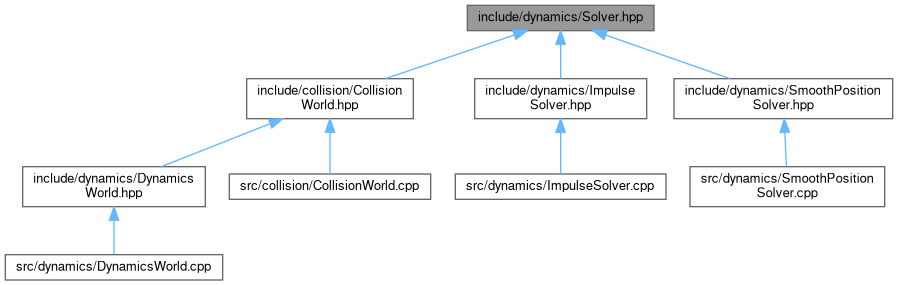 include/dynamics/Solver.hpp
include/collision/Collision
World.hpp
include/dynamics/Impulse
Solver.hpp
include/dynamics/SmoothPosition
Solver.hpp
include/dynamics/Dynamics
World.hpp
src/collision/CollisionWorld.cpp
src/dynamics/ImpulseSolver.cpp
src/dynamics/SmoothPosition
Solver.cpp
src/dynamics/DynamicsWorld.cpp